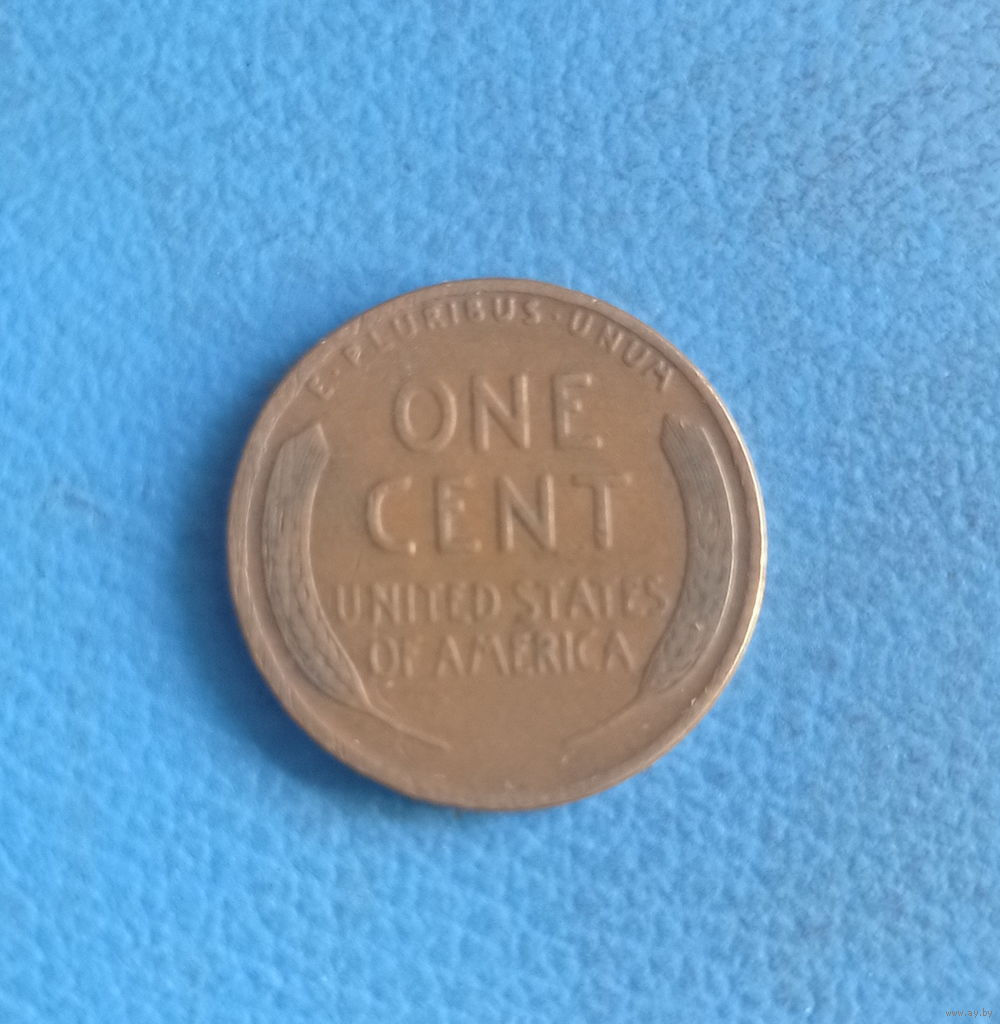 E · PLURIBUS · UNUM
ONE
CENT
UNITED STATES
OF AMERICA
www.ay.by